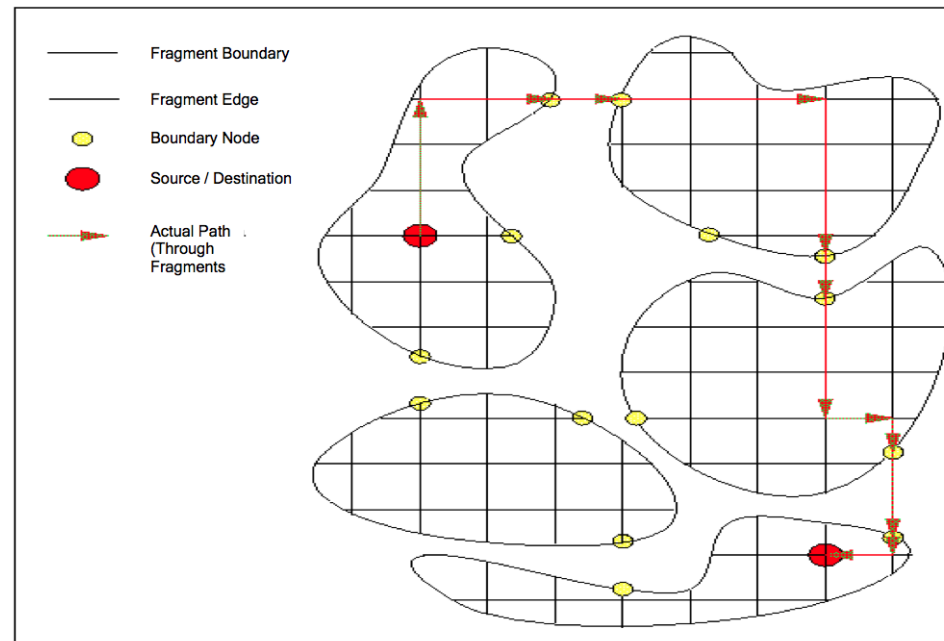 Fragment Boundary
Fragment Edge
Boundary Node
Source / Destination
Actual Path .
(Through
Fragments